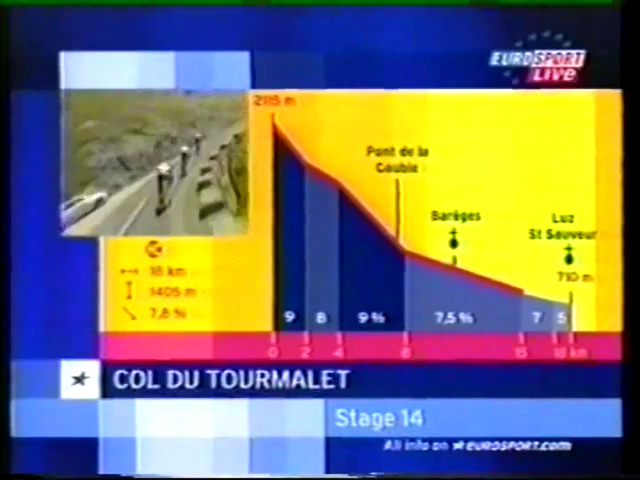 EUROSPORT
LIVE
2115 m
Pont de la
Gaubie
Barèges
Luz
St Sauveur
710 m
18 km
1405 m
7,8 %
9
8
9 %
7,5 %
7
5
0
2
4
8
15
18 km
COL DU TOURMALET
Stage 14
All info on EUROSPORT.com